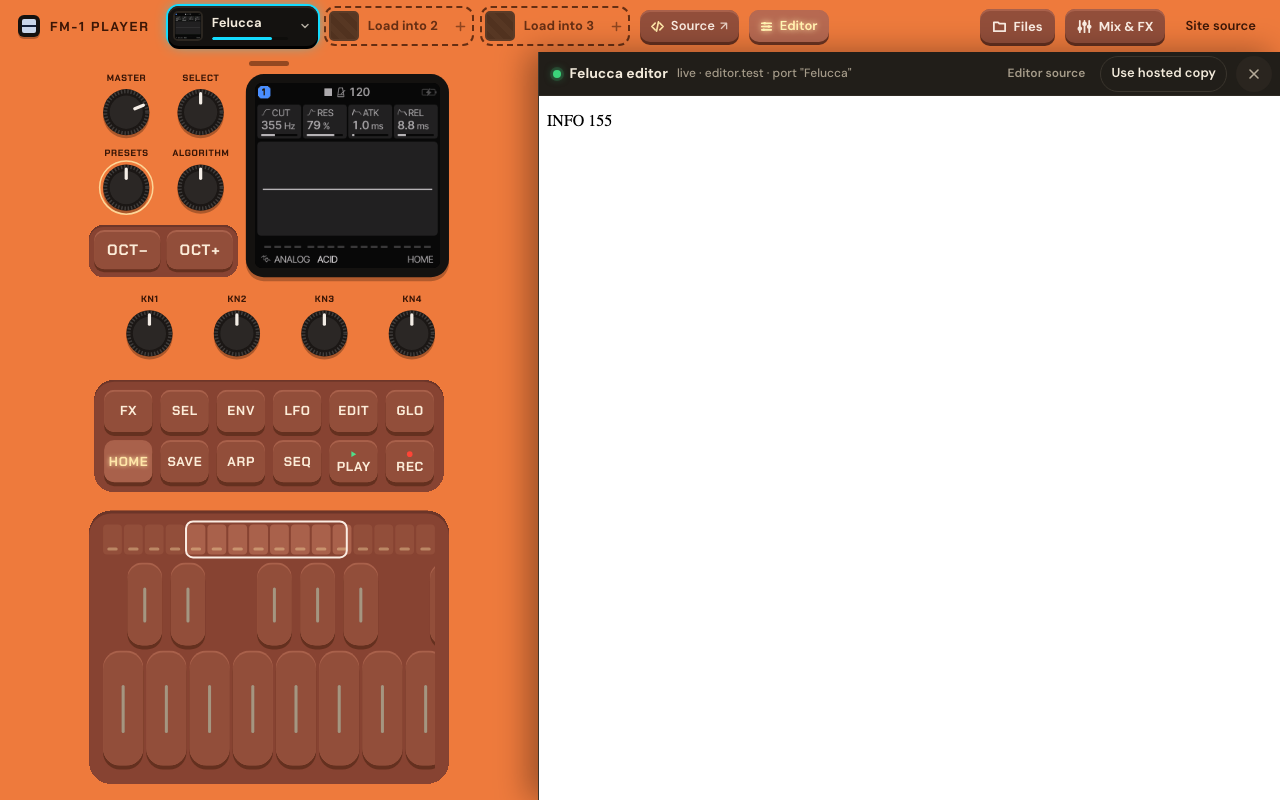 FM-1 PLAYER
Felucca
Load into 2 +
Load into 3 +
Source
Editor
Files
Mix & FX
Site source
MASTER
SELECT
PRESETS
ALGORITHM
OCT−
OCT+
1
120
CUT
355 Hz
RES
79 %
ATK
1.0 ms
REL
8.8 ms
ANALOG ACID
HOME
KN1
KN2
KN3
KN4
FX
SEL
ENV
LFO
EDIT
GLO
HOME
SAVE
ARP
SEQ
PLAY
REC
Felucca editor
live · editor.test · port "Felucca"
Editor source
Use hosted copy
INFO 155